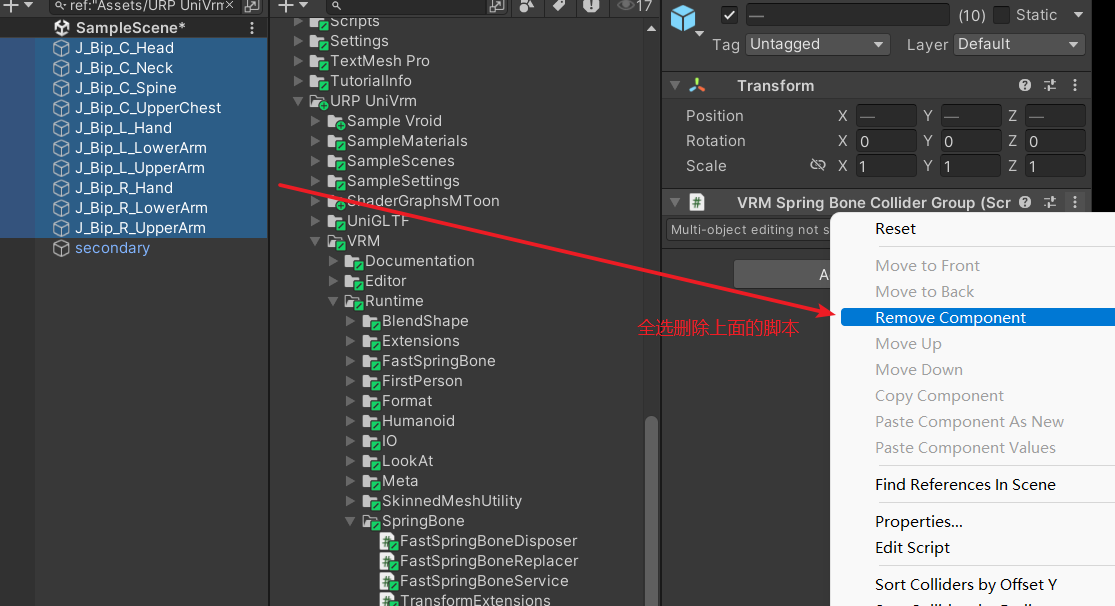 ref:"Assets/URP UniVrm
SampleScene*
J_Bip_C_Head
J_Bip_C_Neck
J_Bip_C_Spine
J_Bip_C_UpperChest
J_Bip_L_Hand
J_Bip_L_LowerArm
J_Bip_L_UpperArm
J_Bip_R_Hand
J_Bip_R_LowerArm
J_Bip_R_UpperArm
secondary
17
Scripts
Settings
TextMesh Pro
TutorialInfo
URP UniVrm
Sample Vroid
SampleMaterials
SampleScenes
SampleSettings
ShaderGraphsMToon
UniGLTF
VRM
Documentation
Editor
Runtime
BlendShape
Extensions
FastSpringBone
FirstPerson
Format
Humanoid
IO
LookAt
Meta
SkinnedMeshUtility
SpringBone
FastSpringBoneDisposer
FastSpringBoneReplacer
FastSpringBoneService
TransformExtensions
— (10) Static
Tag Untagged Layer Default
Transform
Position X — Y — Z —
Rotation X 0 Y 0 Z 0
Scale X 1 Y 1 Z 1
VRM Spring Bone Collider Group (Scr
Multi-object editing not s
A
全选删除上面的脚本
Reset
Move to Front
Move to Back
Remove Component
Move Up
Move Down
Copy Component
Paste Component As New
Paste Component Values
Find References In Scene
Properties...
Edit Script
Sort Colliders by Offset Y